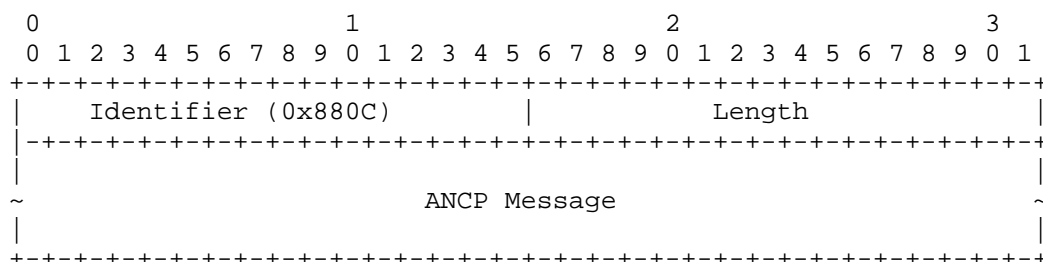 0                   1                   2                   3
 0 1 2 3 4 5 6 7 8 9 0 1 2 3 4 5 6 7 8 9 0 1 2 3 4 5 6 7 8 9 0 1
+-+-+-+-+-+-+-+-+-+-+-+-+-+-+-+-+-+-+-+-+-+-+-+-+-+-+-+-+-+-+-+-+
|    Identifier (0x880C)        |           Length              |
|-+-+-+-+-+-+-+-+-+-+-+-+-+-+-+-+-+-+-+-+-+-+-+-+-+-+-+-+-+-+-+-+
|                                                               |
~                         ANCP Message                          ~
|                                                               |
+-+-+-+-+-+-+-+-+-+-+-+-+-+-+-+-+-+-+-+-+-+-+-+-+-+-+-+-+-+-+-+-+